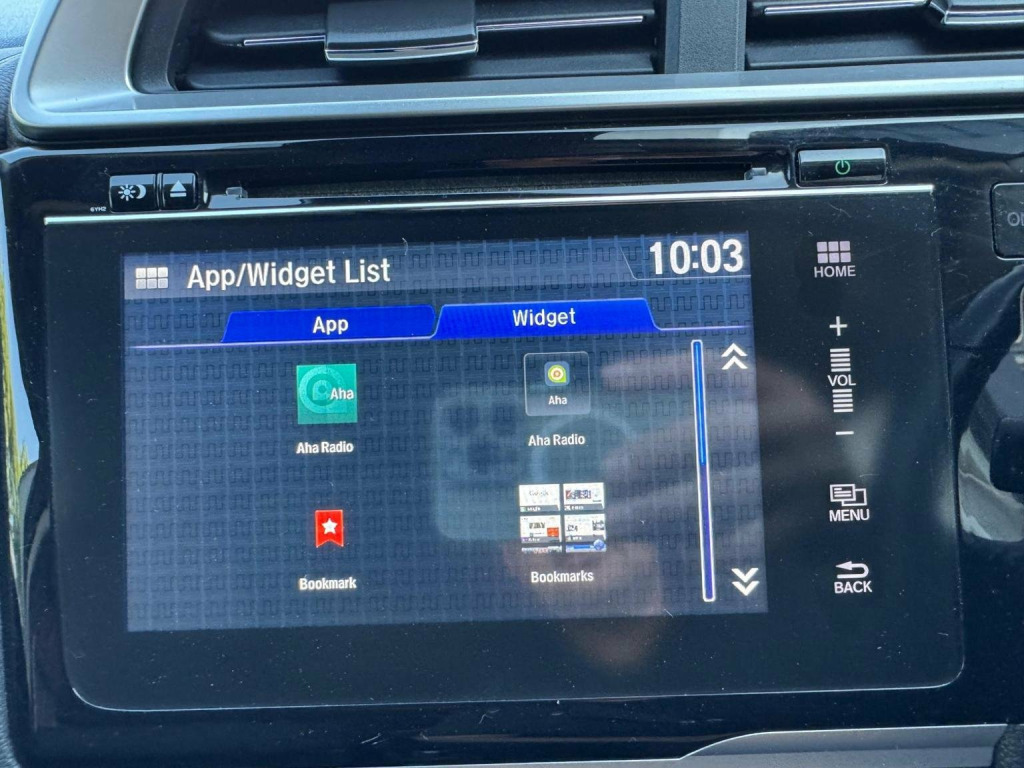 App/Widget List
10:03
App
Widget
Aha
Aha Radio
Aha
Aha Radio
Bookmark
Bookmarks
HOME
+
VOL
−
MENU
BACK